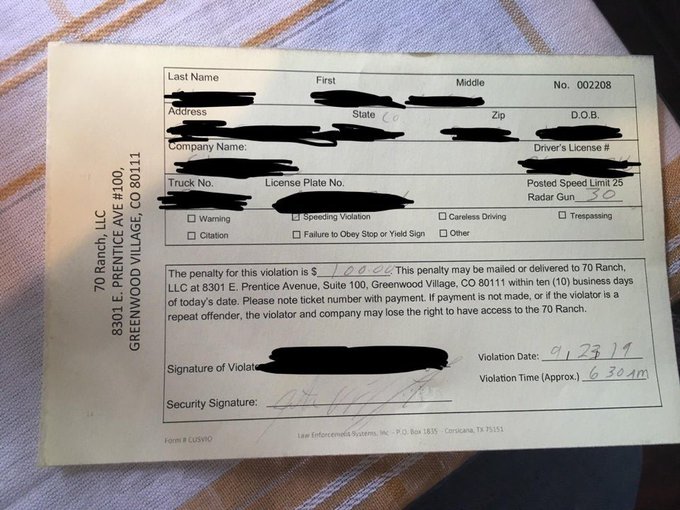 70 Ranch, LLC
8301 E. PRENTICE AVE #100,
GREENWOOD VILLAGE, CO 80111
Last Name First Middle No. 002208
Address State CO Zip D.O.B.
Company Name: Driver's License #
Truck No. License Plate No. Posted Speed Limit 25
Radar Gun 30
☐ Warning ☑ Speeding Violation ☐ Careless Driving ☐ Trespassing
☐ Citation ☐ Failure to Obey Stop or Yield Sign ☐ Other
The penalty for this violation is $ 100.00 This penalty may be mailed or delivered to 70 Ranch,
LLC at 8301 E. Prentice Avenue, Suite 100, Greenwood Village, CO 80111 within ten (10) business days
of today's date. Please note ticket number with payment. If payment is not made, or if the violator is a
repeat offender, the violator and company may lose the right to have access to the 70 Ranch.
Signature of Violat Violation Date: 9, 23 19
Violation Time (Approx.) 6 30 AM
Security Signature:
Form # CUSVIO Law Enforcement Systems, Inc - P.O. Box 1835 - Corsicana, TX 75151